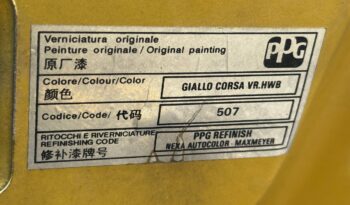 Verniciatura originale
Peinture originale/Original painting
原厂漆
PPG
Colore/Colour/Color
颜色
GIALLO CORSA VR.HWB
Codice/Code/代码
507
RITOCCHI E RIVERNICIATURE
REFINISHING CODE
修补漆牌号
PPG REFINISH
NEXA AUTOCOLOR - MAXMEYER